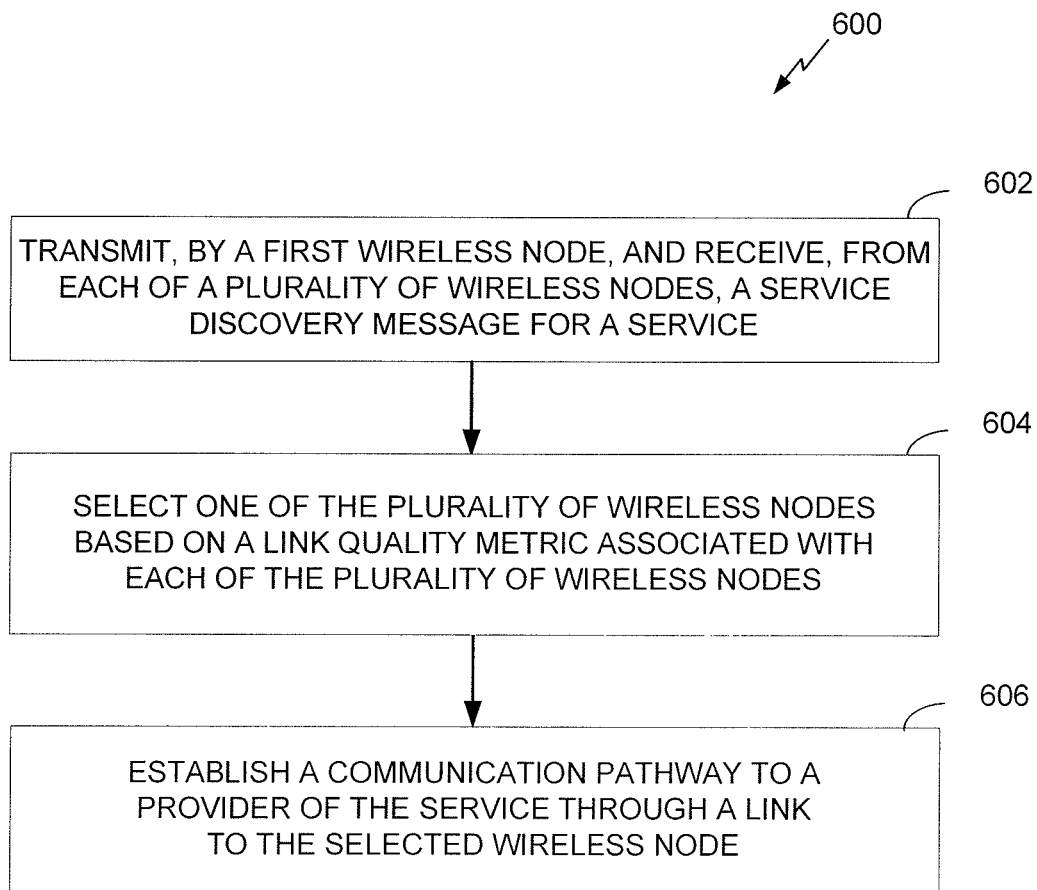 600
602
TRANSMIT, BY A FIRST WIRELESS NODE, AND RECEIVE, FROM
EACH OF A PLURALITY OF WIRELESS NODES, A SERVICE
DISCOVERY MESSAGE FOR A SERVICE
604
SELECT ONE OF THE PLURALITY OF WIRELESS NODES
BASED ON A LINK QUALITY METRIC ASSOCIATED WITH
EACH OF THE PLURALITY OF WIRELESS NODES
606
ESTABLISH A COMMUNICATION PATHWAY TO A
PROVIDER OF THE SERVICE THROUGH A LINK
TO THE SELECTED WIRELESS NODE